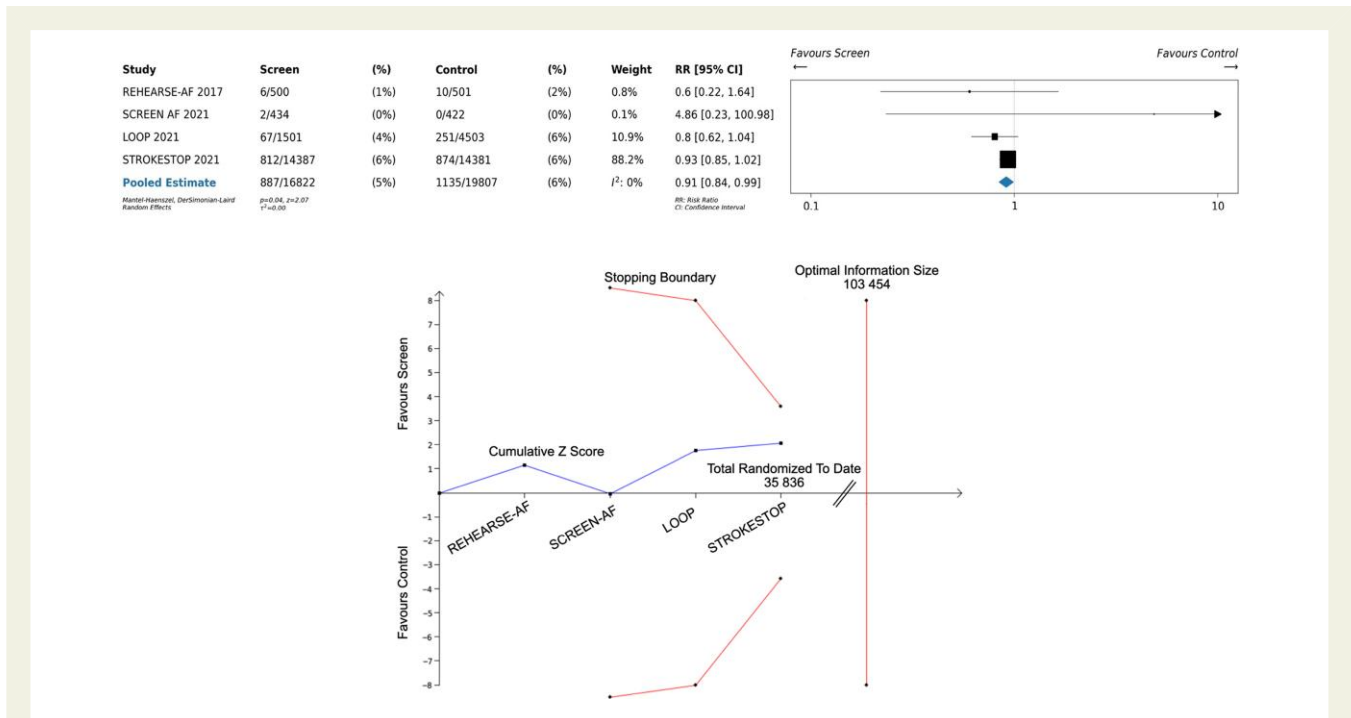 Favours Screen Favours Control
← →
Study Screen (%) Control (%) Weight RR [95% CI]
REHEARSE-AF 2017 6/500 (1%) 10/501 (2%) 0.8% 0.6 [0.22, 1.64]
SCREEN AF 2021 2/434 (0%) 0/422 (0%) 0.1% 4.86 [0.23, 100.98]
LOOP 2021 67/1501 (4%) 251/4503 (6%) 10.9% 0.8 [0.62, 1.04]
STROKESTOP 2021 812/14387 (6%) 874/14381 (6%) 88.2% 0.93 [0.85, 1.02]
Pooled Estimate 887/16822 (5%) 1135/19807 (6%) I²: 0% 0.91 [0.84, 0.99]
Mantel-Haenszel, DerSimonian-Laird p=0.04, z=2.07 RR: Risk Ratio
Random Effects τ²=0.00 CI: Confidence Interval
0.1 1 10
Optimal Information Size
103 454
Stopping Boundary
8
7
6
5
4
3
2
1
Favours Screen
Cumulative Z Score
Total Randomized To Date
35 836
REHEARSE-AF
SCREEN-AF
LOOP
STROKESTOP
−1
−2
−3
−4
−5
−6
−7
−8
Favours Control